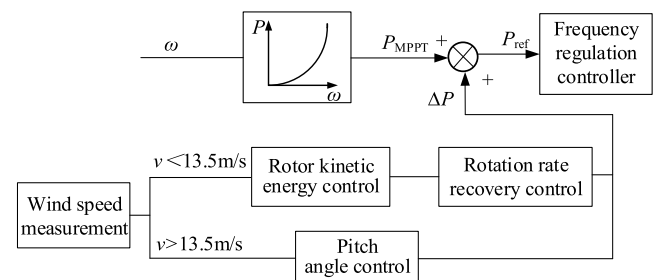 ω
P
ω
P_MPPT
+
P_ref
+
ΔP
Frequency
regulation
controller
v<13.5m/s
Rotor kinetic
energy control
Rotation rate
recovery control
Wind speed
measurement
v>13.5m/s
Pitch
angle control